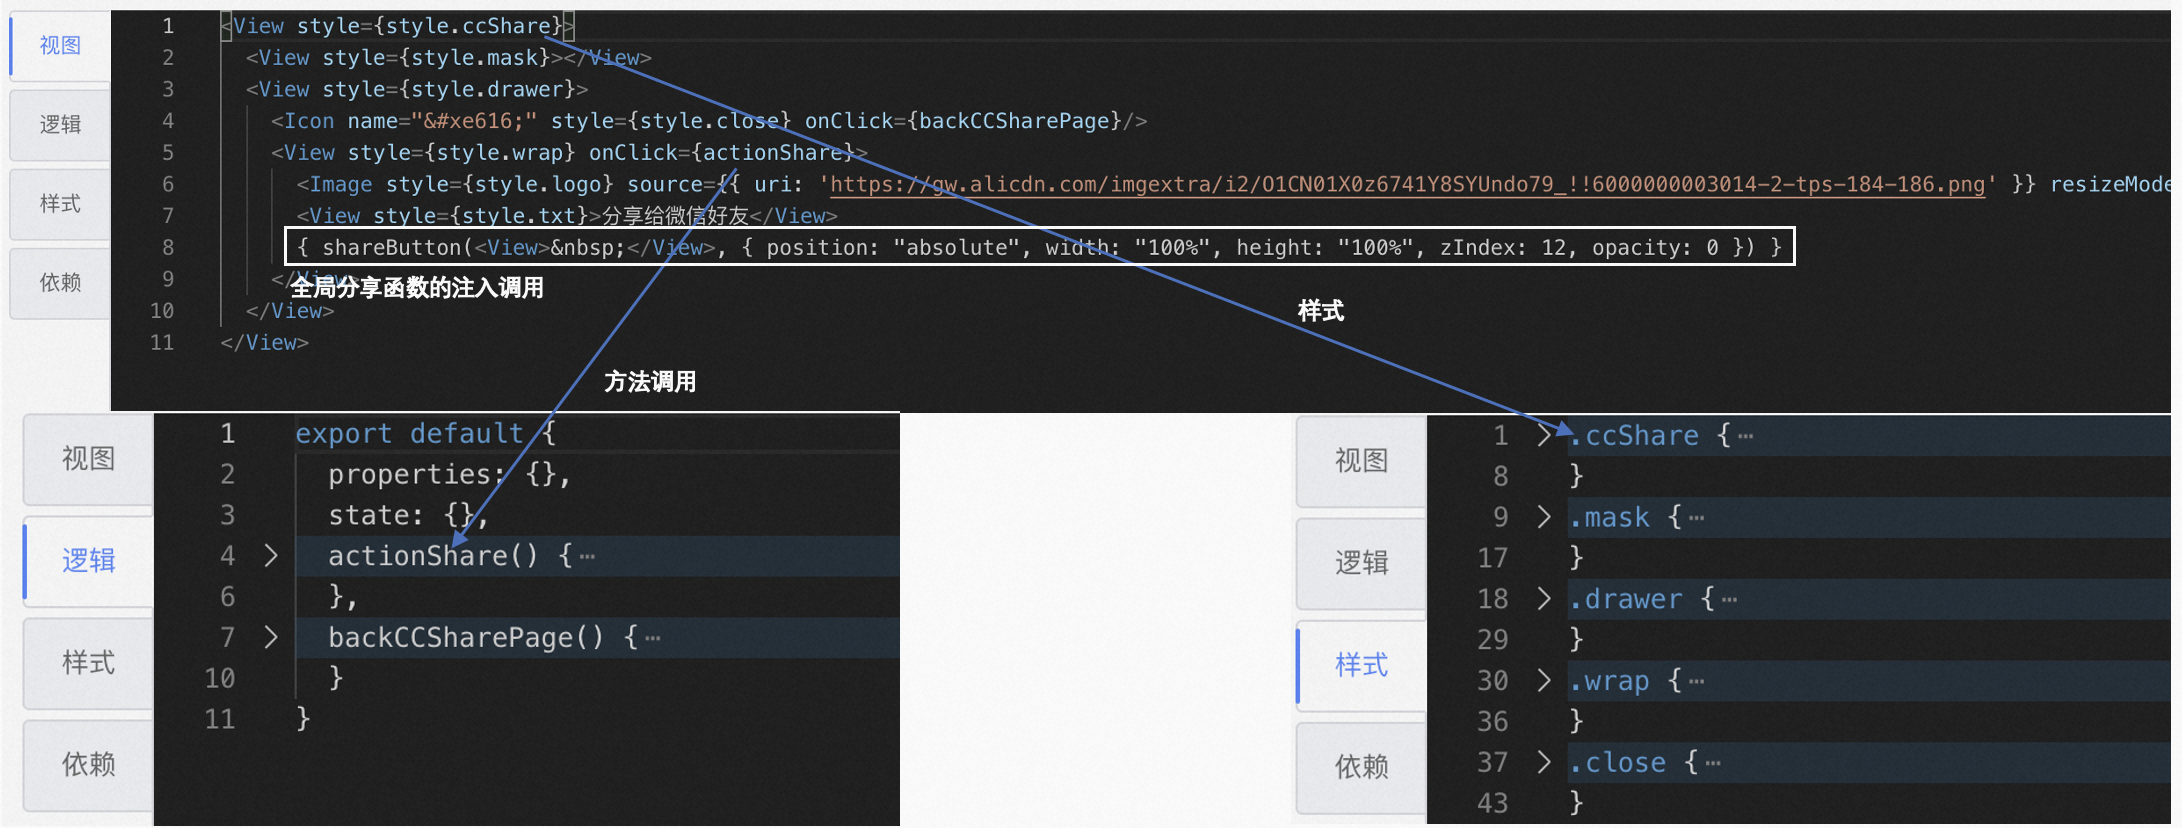 视图
逻辑
样式
依赖
1 <View style={style.ccShare}>
2 <View style={style.mask}></View>
3 <View style={style.drawer}>
4 <Icon name="&#xe616;" style={style.close} onClick={backCCSharePage}/>
5 <View style={style.wrap} onClick={actionShare}>
6 <Image style={style.logo} source={{ uri: 'https://gw.alicdn.com/imgextra/i2/O1CN01X0z6741Y8SYUndo79_!!6000000003014-2-tps-184-186.png' }} resizeMode
7 <View style={style.txt}>分享给微信好友</View>
8 { shareButton(<View>&nbsp;</View>, { position: "absolute", width: "100%", height: "100%", zIndex: 12, opacity: 0 }) }
9 </View>
全局分享函数的注入调用
10 </View>
样式
11 </View>
方法调用
视图
逻辑
样式
依赖
1 export default {
2 properties: {},
3 state: {},
4 actionShare() {…
6 },
7 backCCSharePage() {…
10 }
11 }
视图
逻辑
样式
依赖
1 .ccShare {…
8 }
9 .mask {…
17 }
18 .drawer {…
29 }
30 .wrap {…
36 }
37 .close {…
43 }